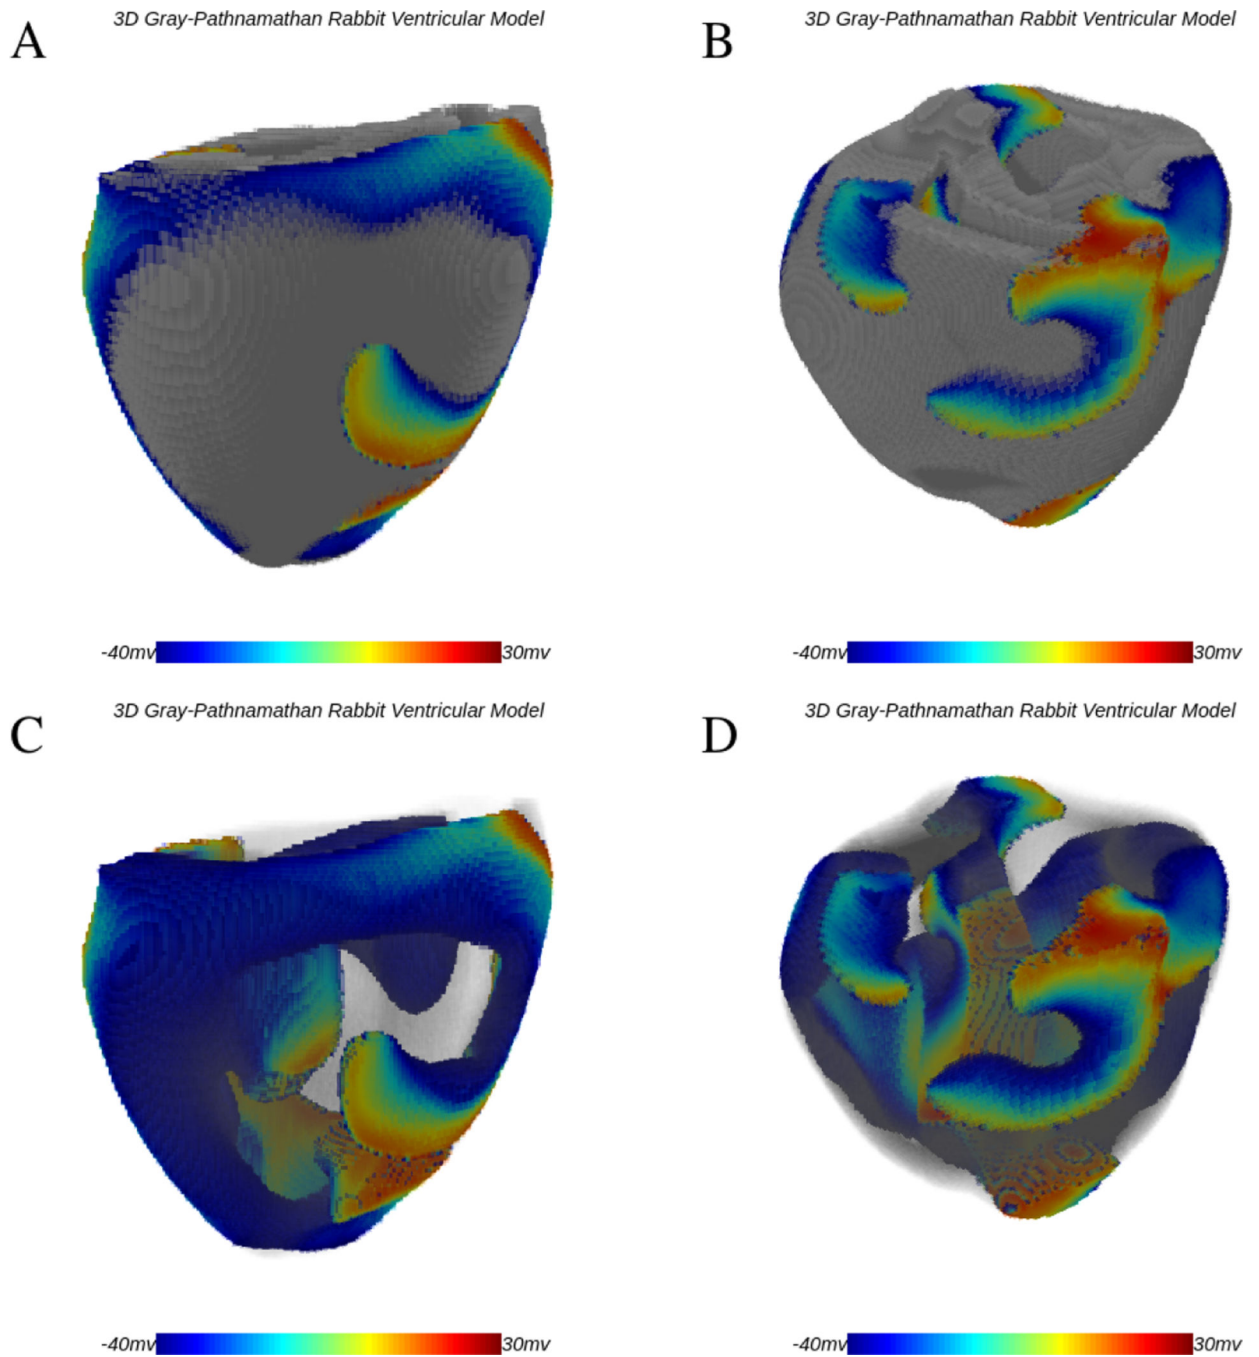 3D Gray-Pathnamathan Rabbit Ventricular Model
A
-40mv 30mv
3D Gray-Pathnamathan Rabbit Ventricular Model
B
-40mv 30mv
3D Gray-Pathnamathan Rabbit Ventricular Model
C
-40mv 30mv
3D Gray-Pathnamathan Rabbit Ventricular Model
D
-40mv 30mv